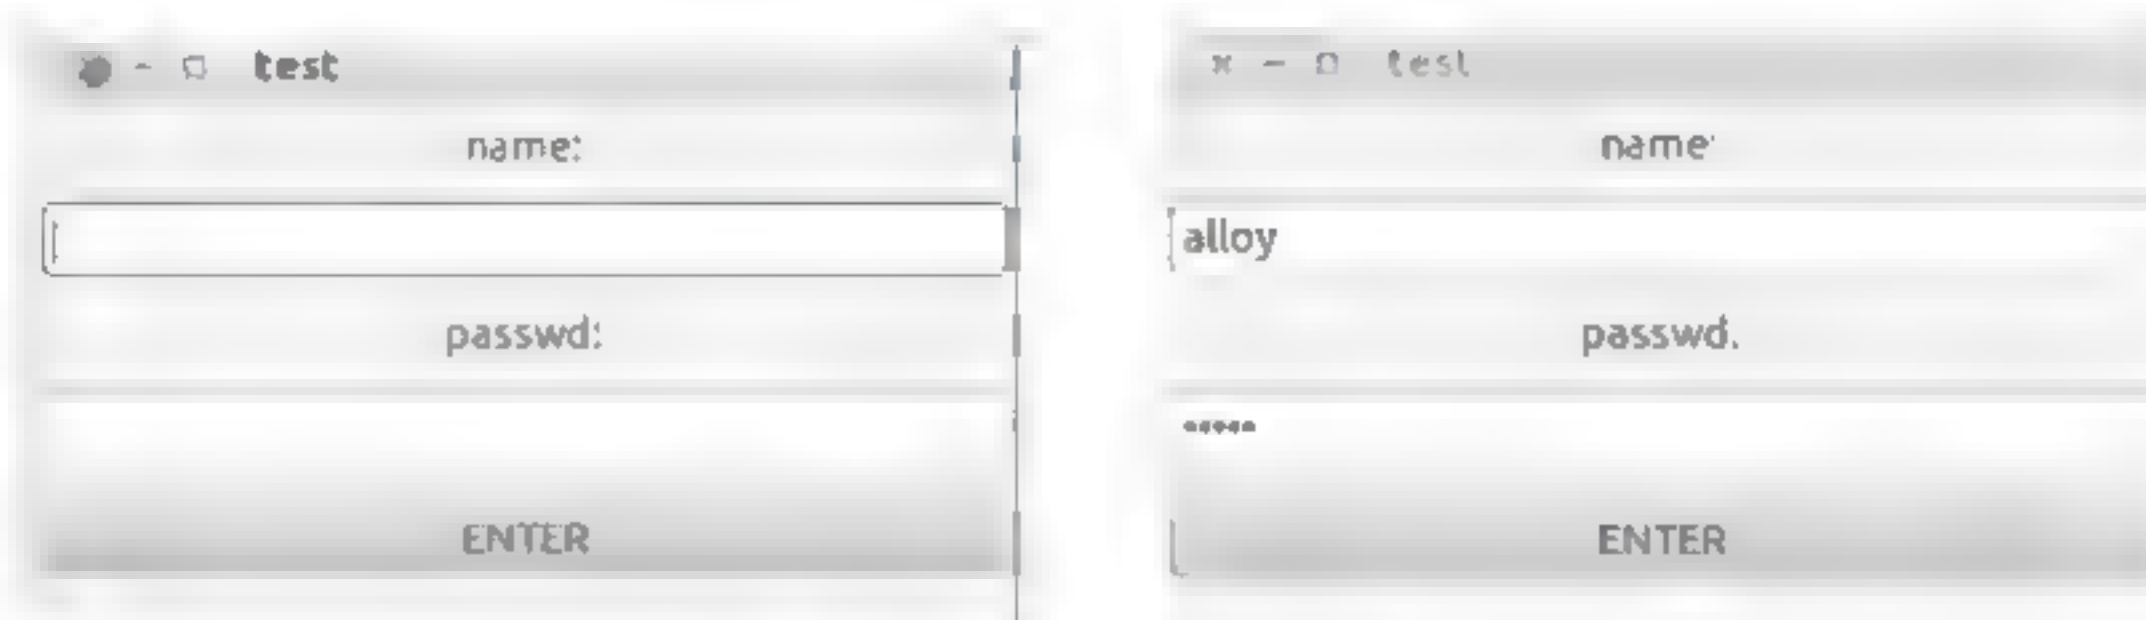 test
name:
passwd:
ENTER
test
name:
alloy
passwd:
•••••
ENTER